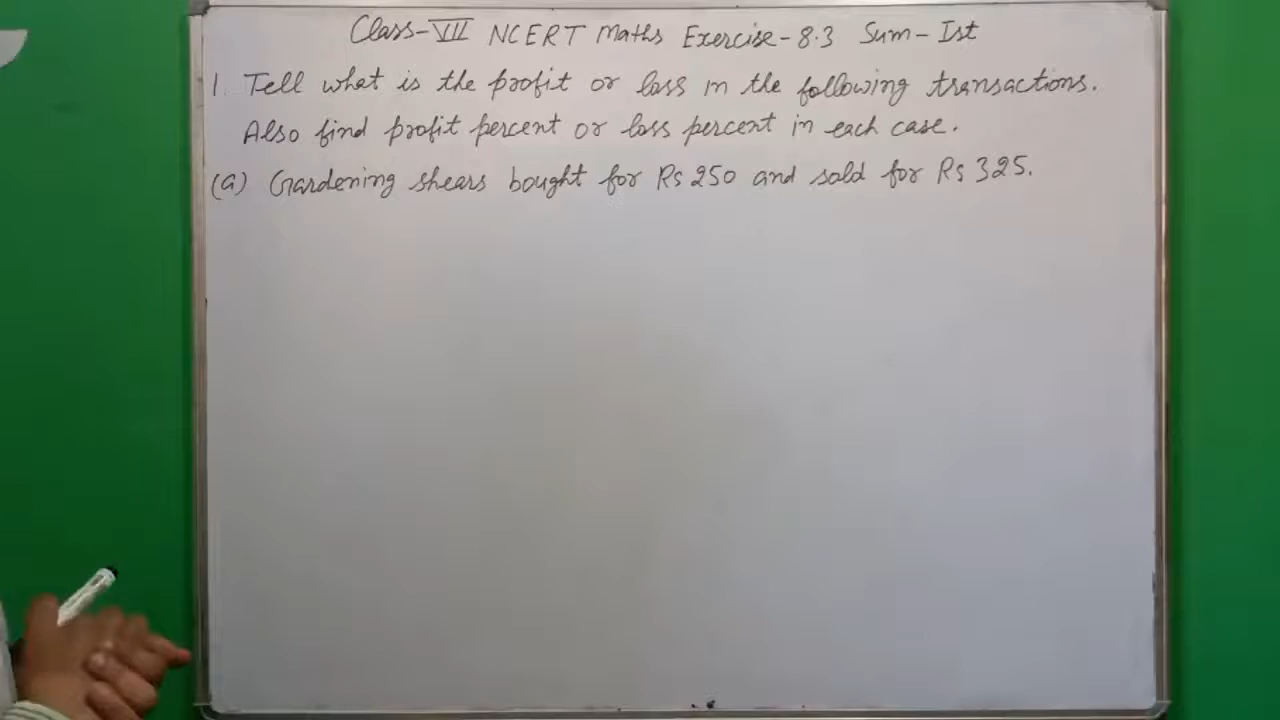 Class-VII NCERT Maths Exercise-8.3 Sum-Ist
1. Tell what is the profit or loss in the following transactions.
Also find profit percent or loss percent in each case.
(a) Gardening shears bought for Rs 250 and sold for Rs 325.